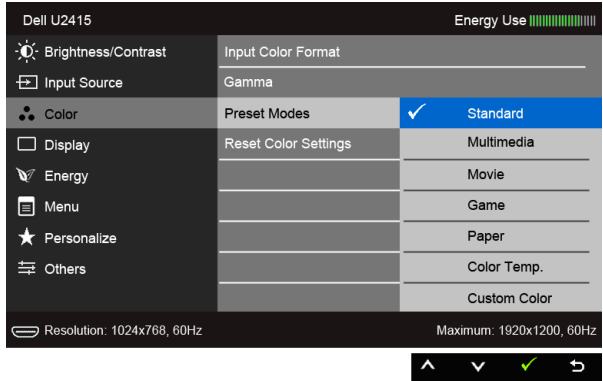 Dell U2415 Energy Use
Brightness/Contrast Input Color Format
Input Source Gamma
Color Preset Modes Standard
Display Reset Color Settings Multimedia
Energy Movie
Menu Game
Personalize Paper
Others Color Temp.
Custom Color
Resolution: 1024x768, 60Hz Maximum: 1920x1200, 60Hz